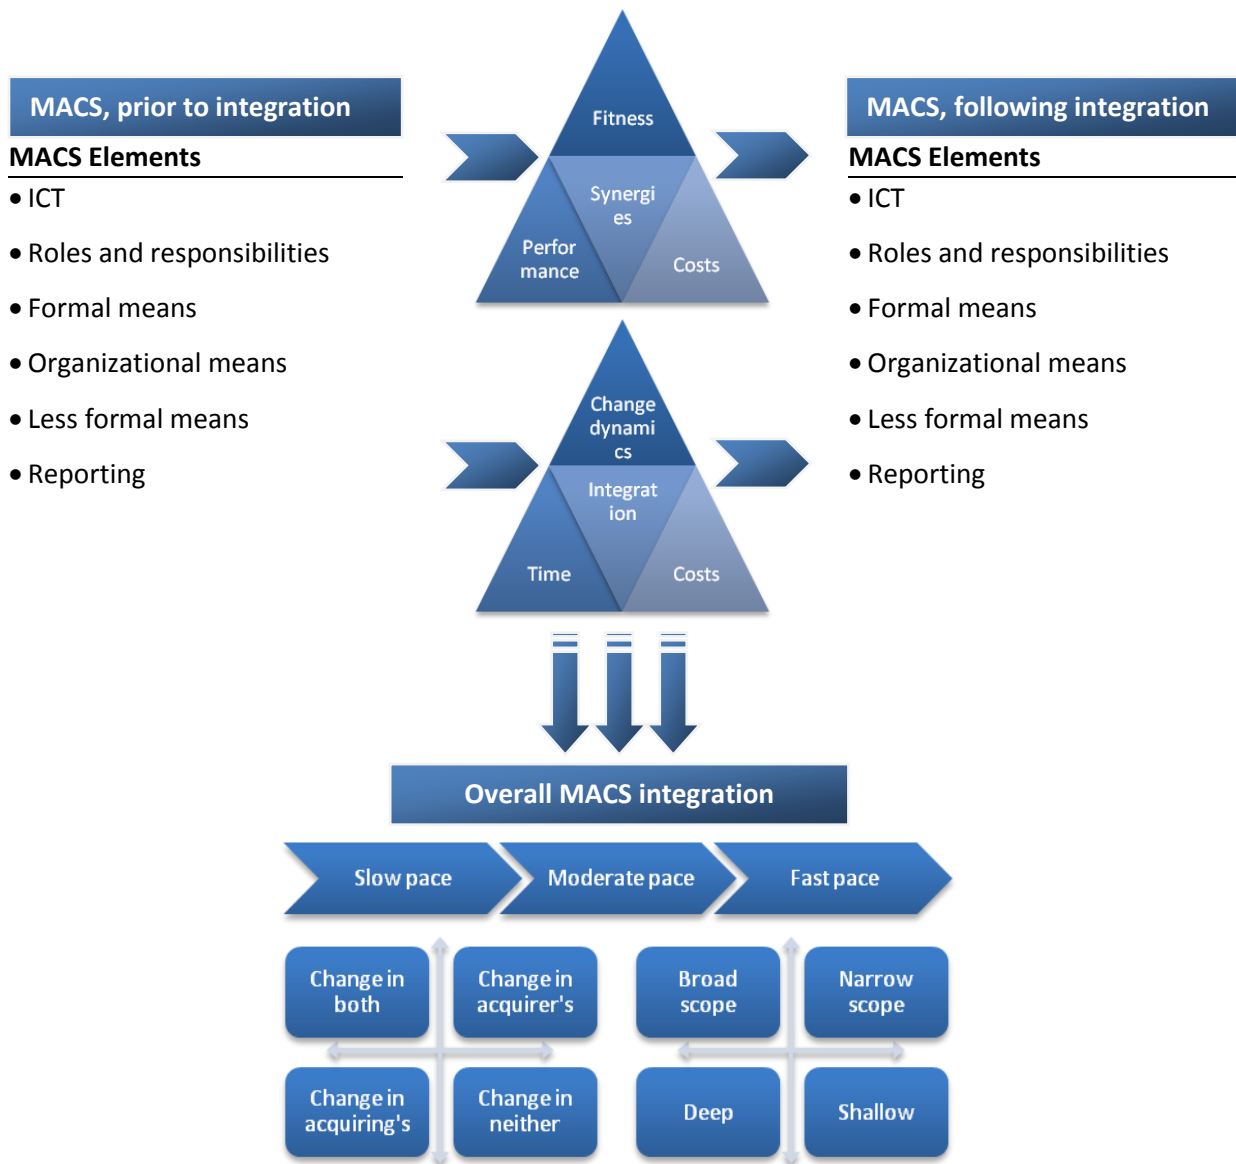 MACS, prior to integration
MACS Elements
• ICT
• Roles and responsibilities
• Formal means
• Organizational means
• Less formal means
• Reporting
Fitness
Synergi
es
Perfor
mance
Costs
Change
dynami
cs
Integrat
ion
Time
Costs
MACS, following integration
MACS Elements
• ICT
• Roles and responsibilities
• Formal means
• Organizational means
• Less formal means
• Reporting
Overall MACS integration
Slow pace
Moderate pace
Fast pace
Change in
both
Change in
acquirer's
Change in
acquiring's
Change in
neither
Broad
scope
Narrow
scope
Deep
Shallow